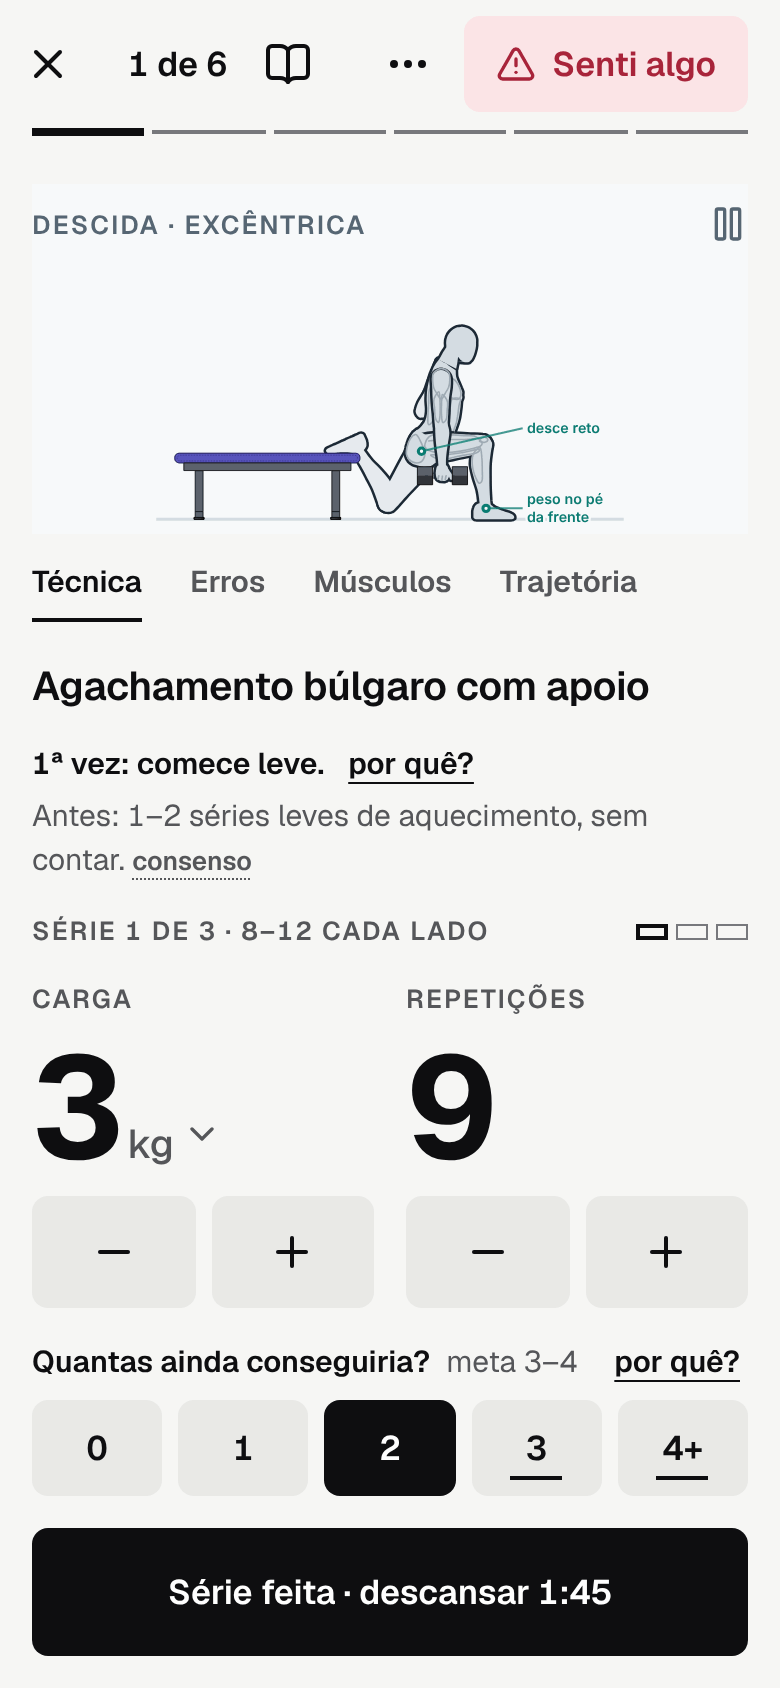 1 de 6
Senti algo
DESCIDA · EXCÊNTRICA
desce reto
peso no pé
da frente
Técnica Erros Músculos Trajetória
Agachamento búlgaro com apoio
1ª vez: comece leve. por quê?
Antes: 1–2 séries leves de aquecimento, sem
contar. consenso
SÉRIE 1 DE 3 · 8–12 CADA LADO
CARGA REPETIÇÕES
3 kg 9
− + − +
Quantas ainda conseguiria? meta 3–4 por quê?
0 1 2 3 4+
Série feita · descansar 1:45